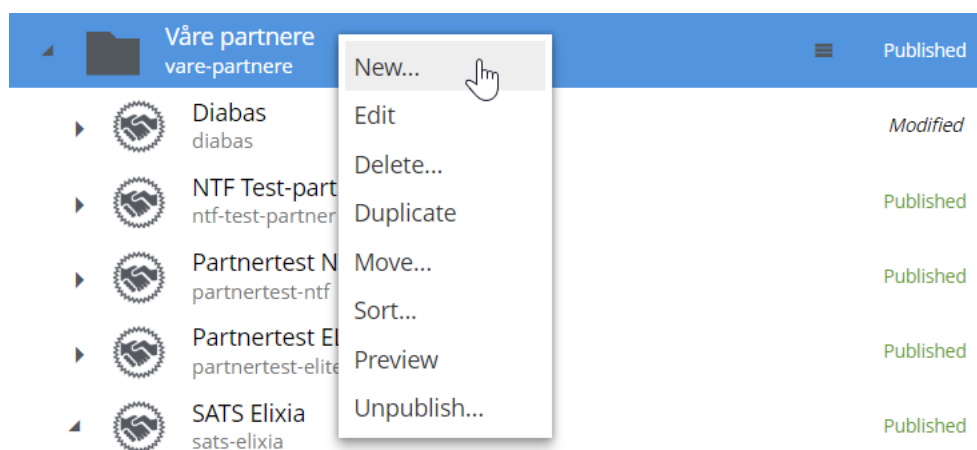 Våre partnere
vare-partnere
Published
New...
Edit
Delete...
Duplicate
Move...
Sort...
Preview
Unpublish...
Diabas
diabas
Modified
NTF Test-part
ntf-test-partner
Published
Partnertest N
partnertest-ntf
Published
Partnertest El
partnertest-elite
Published
SATS Elixia
sats-elixia
Published